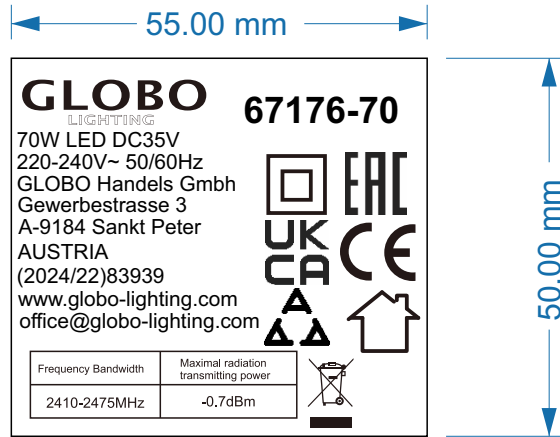 55.00 mm
GLOBO
LIGHTING
67176-70
70W LED DC35V
220-240V~ 50/60Hz
GLOBO Handels Gmbh
Gewerbestrasse 3
A-9184 Sankt Peter
AUSTRIA
(2024/22)83939
www.globo-lighting.com
office@globo-lighting.com
EAC
UK
CA
CE
A
Frequency Bandwidth
Maximal radiation
transmitting power
2410-2475MHz
-0.7dBm
50.00 mm